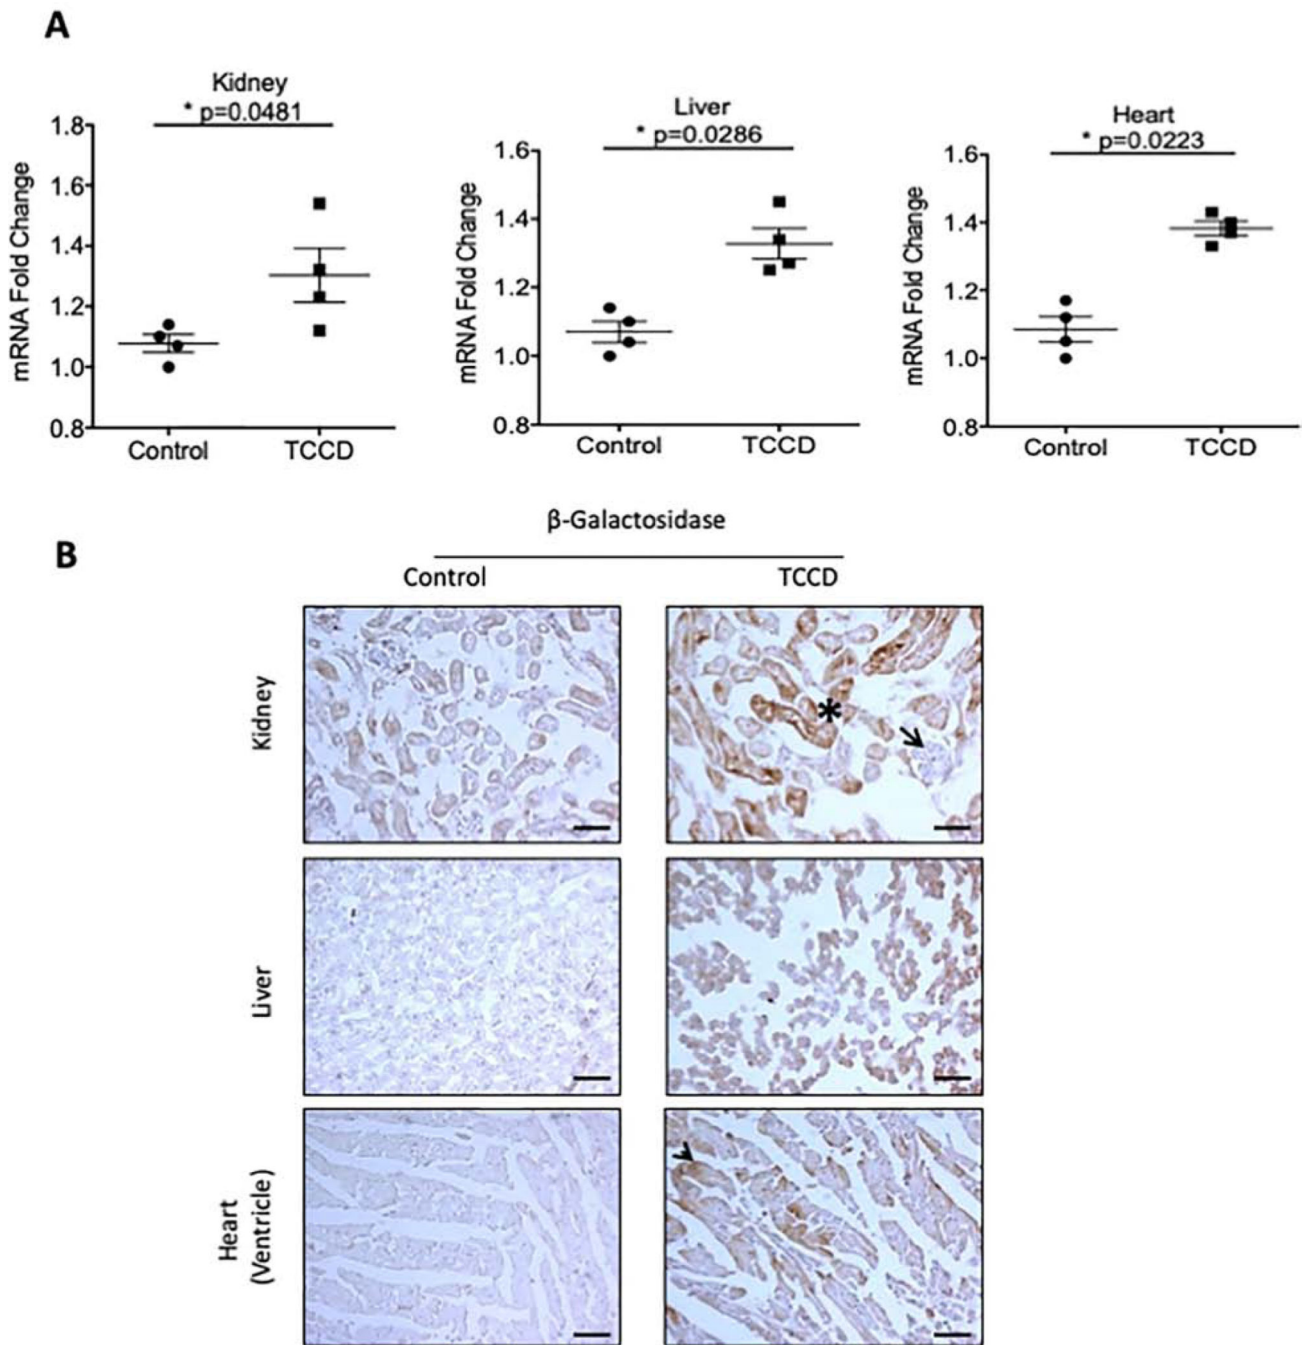 A
Kidney
* p=0.0481
mRNA Fold Change
1.8
1.6
1.4
1.2
1.0
0.8
Control
TCCD
Liver
* p=0.0286
mRNA Fold Change
1.6
1.4
1.2
1.0
0.8
Control
TCCD
Heart
* p=0.0223
mRNA Fold Change
1.6
1.4
1.2
1.0
0.8
Control
TCCD
B
β-Galactosidase
Control
TCCD
Kidney
*
Liver
Heart
(Ventricle)